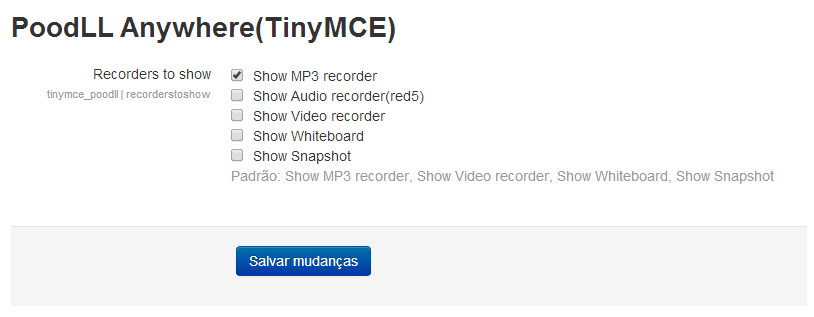 PoodLL Anywhere(TinyMCE)
Recorders to show
tinymce_poodll | recorderstoshow
Show MP3 recorder
Show Audio recorder(red5)
Show Video recorder
Show Whiteboard
Show Snapshot
Padrão: Show MP3 recorder, Show Video recorder, Show Whiteboard, Show Snapshot
Salvar mudanças